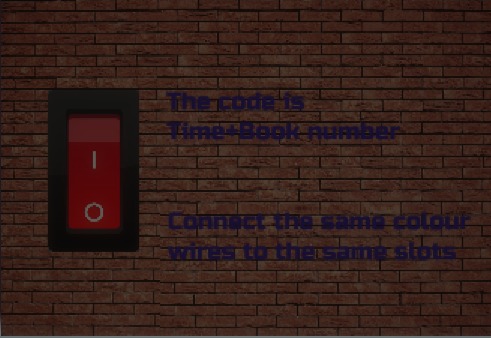 The code is
Time+Book number
Connect the same colour
wires to the same slots